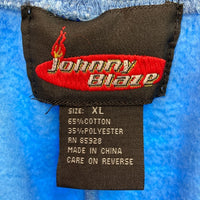 Johnny
Blaze
SIZE: XL
65% COTTON
35% POLYESTER
RN 85928
MADE IN CHINA
CARE ON REVERSE